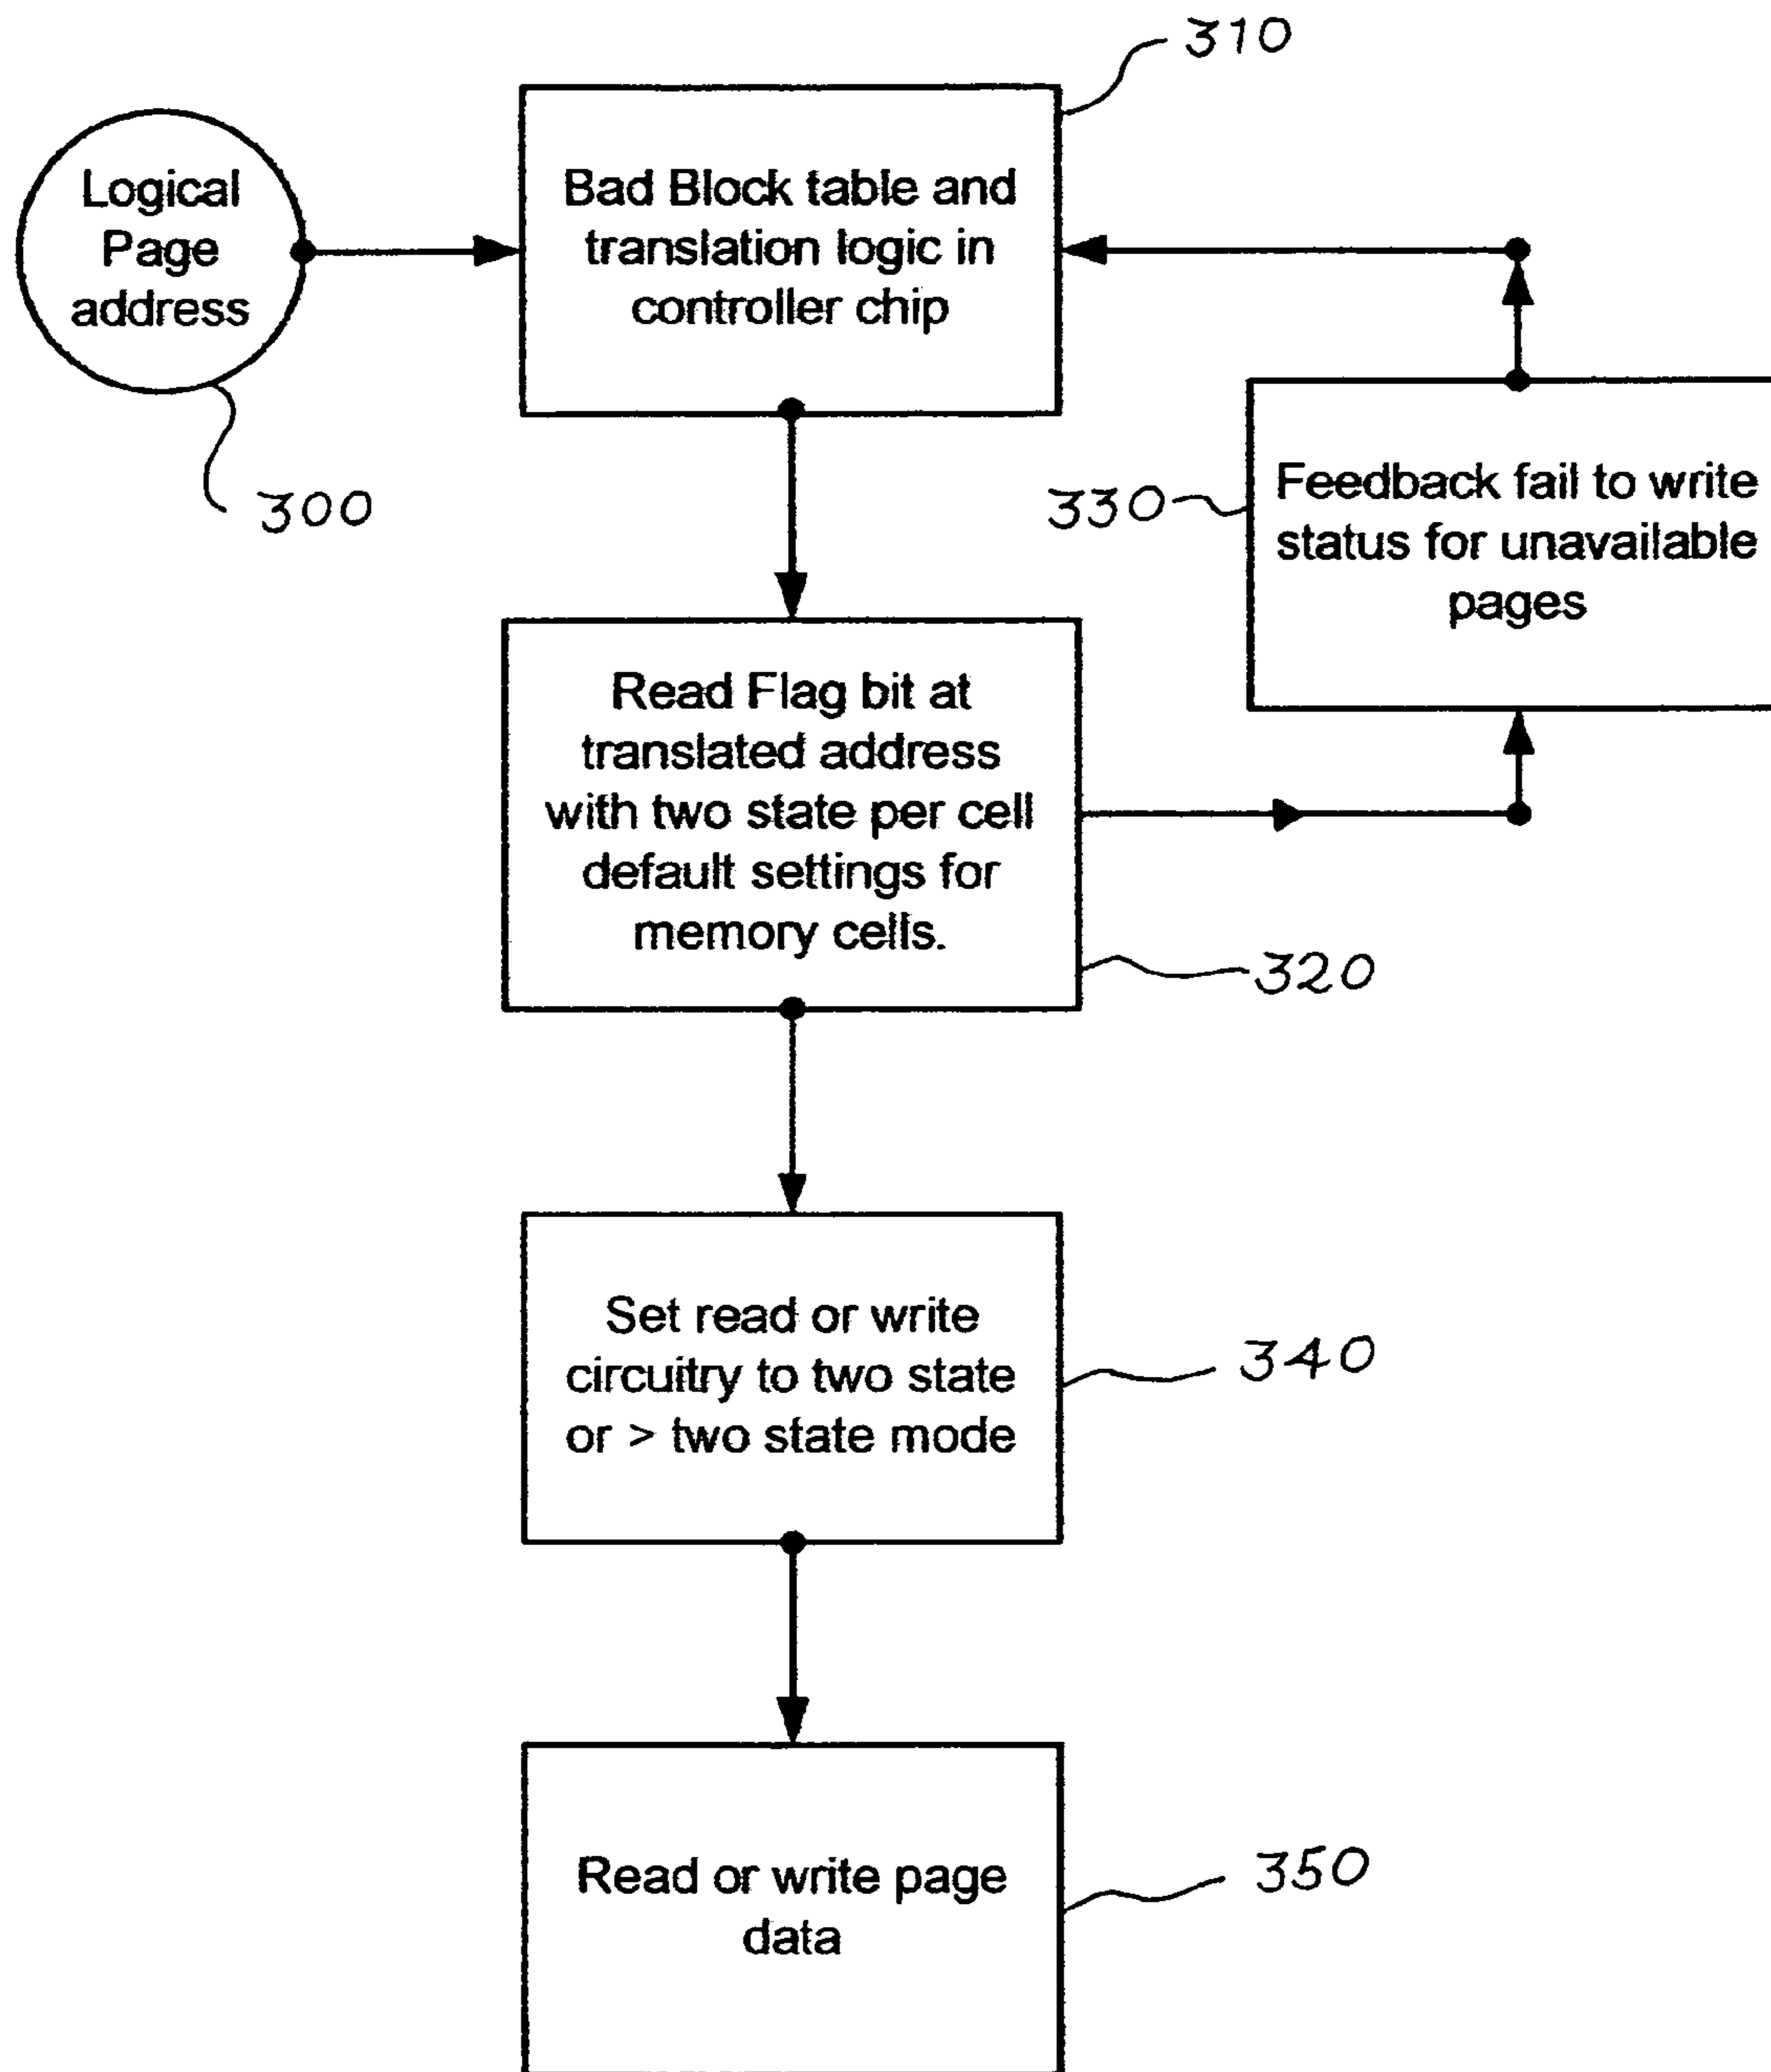 310
Logical
Page
address
300
Bad Block table and
translation logic in
controller chip
330
Feedback fail to write
status for unavailable
pages
Read Flag bit at
translated address
with two state per cell
default settings for
memory cells.
320
Set read or write
circuitry to two state
or > two state mode
340
Read or write page
data
350